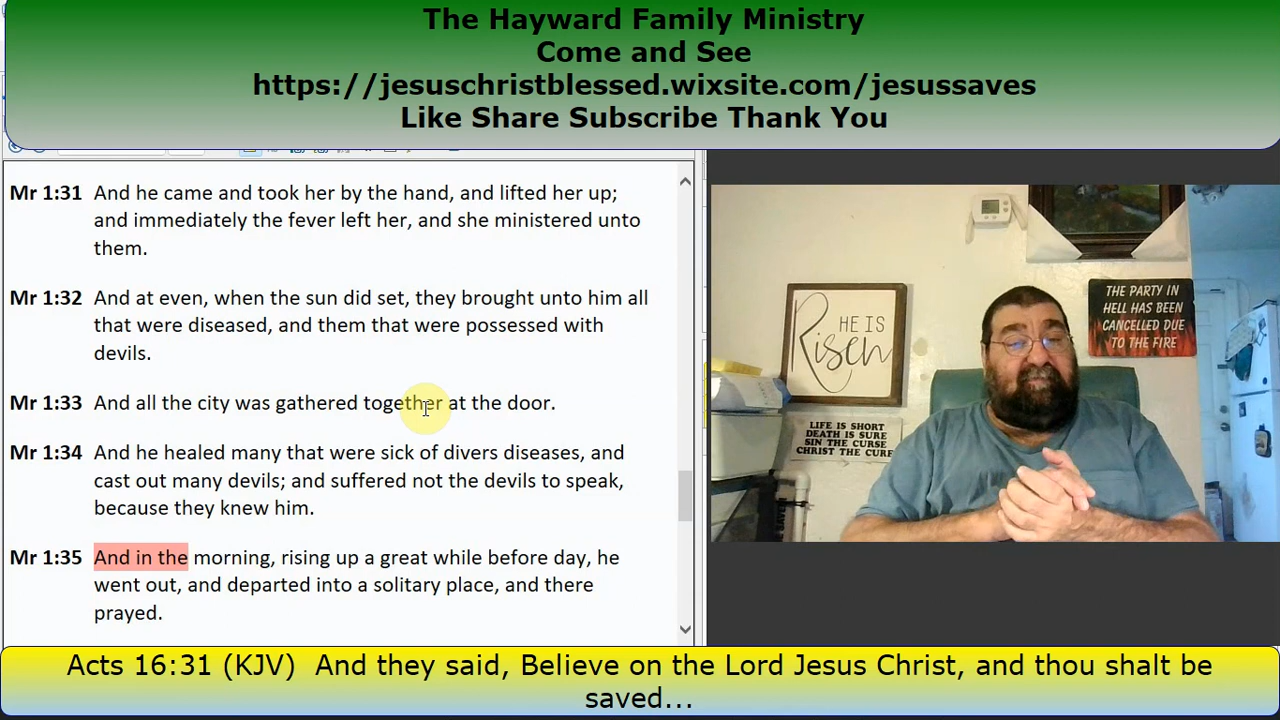 The Hayward Family Ministry
Come and See
https://jesuschristblessed.wixsite.com/jesussaves
Like Share Subscribe Thank You
Mr 1:31 And he came and took her by the hand, and lifted her up;
and immediately the fever left her, and she ministered unto
them.
Mr 1:32 And at even, when the sun did set, they brought unto him all
that were diseased, and them that were possessed with
devils.
Mr 1:33 And all the city was gathered together at the door.
Mr 1:34 And he healed many that were sick of divers diseases, and
cast out many devils; and suffered not the devils to speak,
because they knew him.
Mr 1:35 And in the morning, rising up a great while before day, he
went out, and departed into a solitary place, and there
prayed.
HE IS
Risen
THE PARTY IN
HELL HAS BEEN
CANCELLED DUE
TO THE FIRE
LIFE IS SHORT
DEATH IS SURE
SIN THE CURSE
CHRIST THE CURE
Acts 16:31 (KJV) And they said, Believe on the Lord Jesus Christ, and thou shalt be
saved...